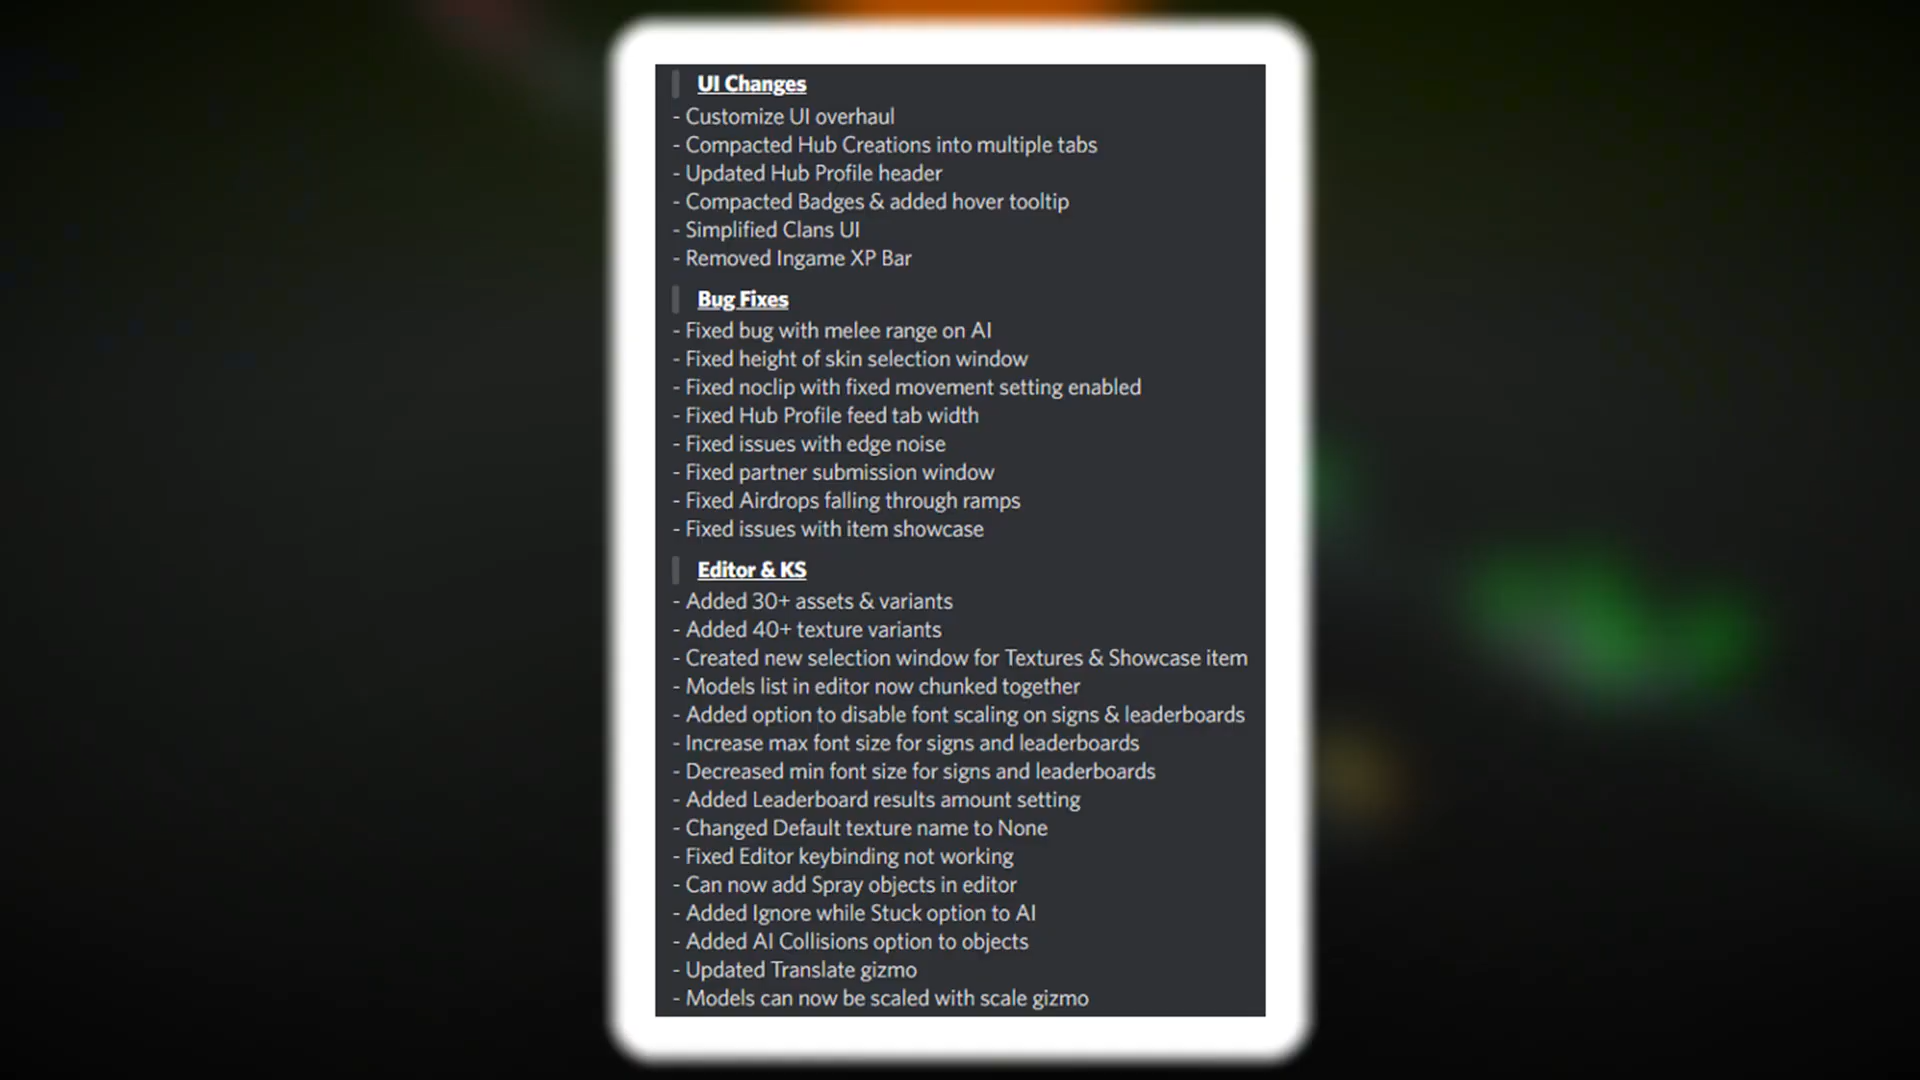 UI Changes
- Customize UI overhaul
- Compacted Hub Creations into multiple tabs
- Updated Hub Profile header
- Compacted Badges & added hover tooltip
- Simplified Clans UI
- Removed Ingame XP Bar
Bug Fixes
- Fixed bug with melee range on AI
- Fixed height of skin selection window
- Fixed noclip with fixed movement setting enabled
- Fixed Hub Profile feed tab width
- Fixed issues with edge noise
- Fixed partner submission window
- Fixed Airdrops falling through ramps
- Fixed issues with item showcase
Editor & KS
- Added 30+ assets & variants
- Added 40+ texture variants
- Created new selection window for Textures & Showcase item
- Models list in editor now chunked together
- Added option to disable font scaling on signs & leaderboards
- Increase max font size for signs and leaderboards
- Decreased min font size for signs and leaderboards
- Added Leaderboard results amount setting
- Changed Default texture name to None
- Fixed Editor keybinding not working
- Can now add Spray objects in editor
- Added Ignore while Stuck option to AI
- Added AI Collisions option to objects
- Updated Translate gizmo
- Models can now be scaled with scale gizmo